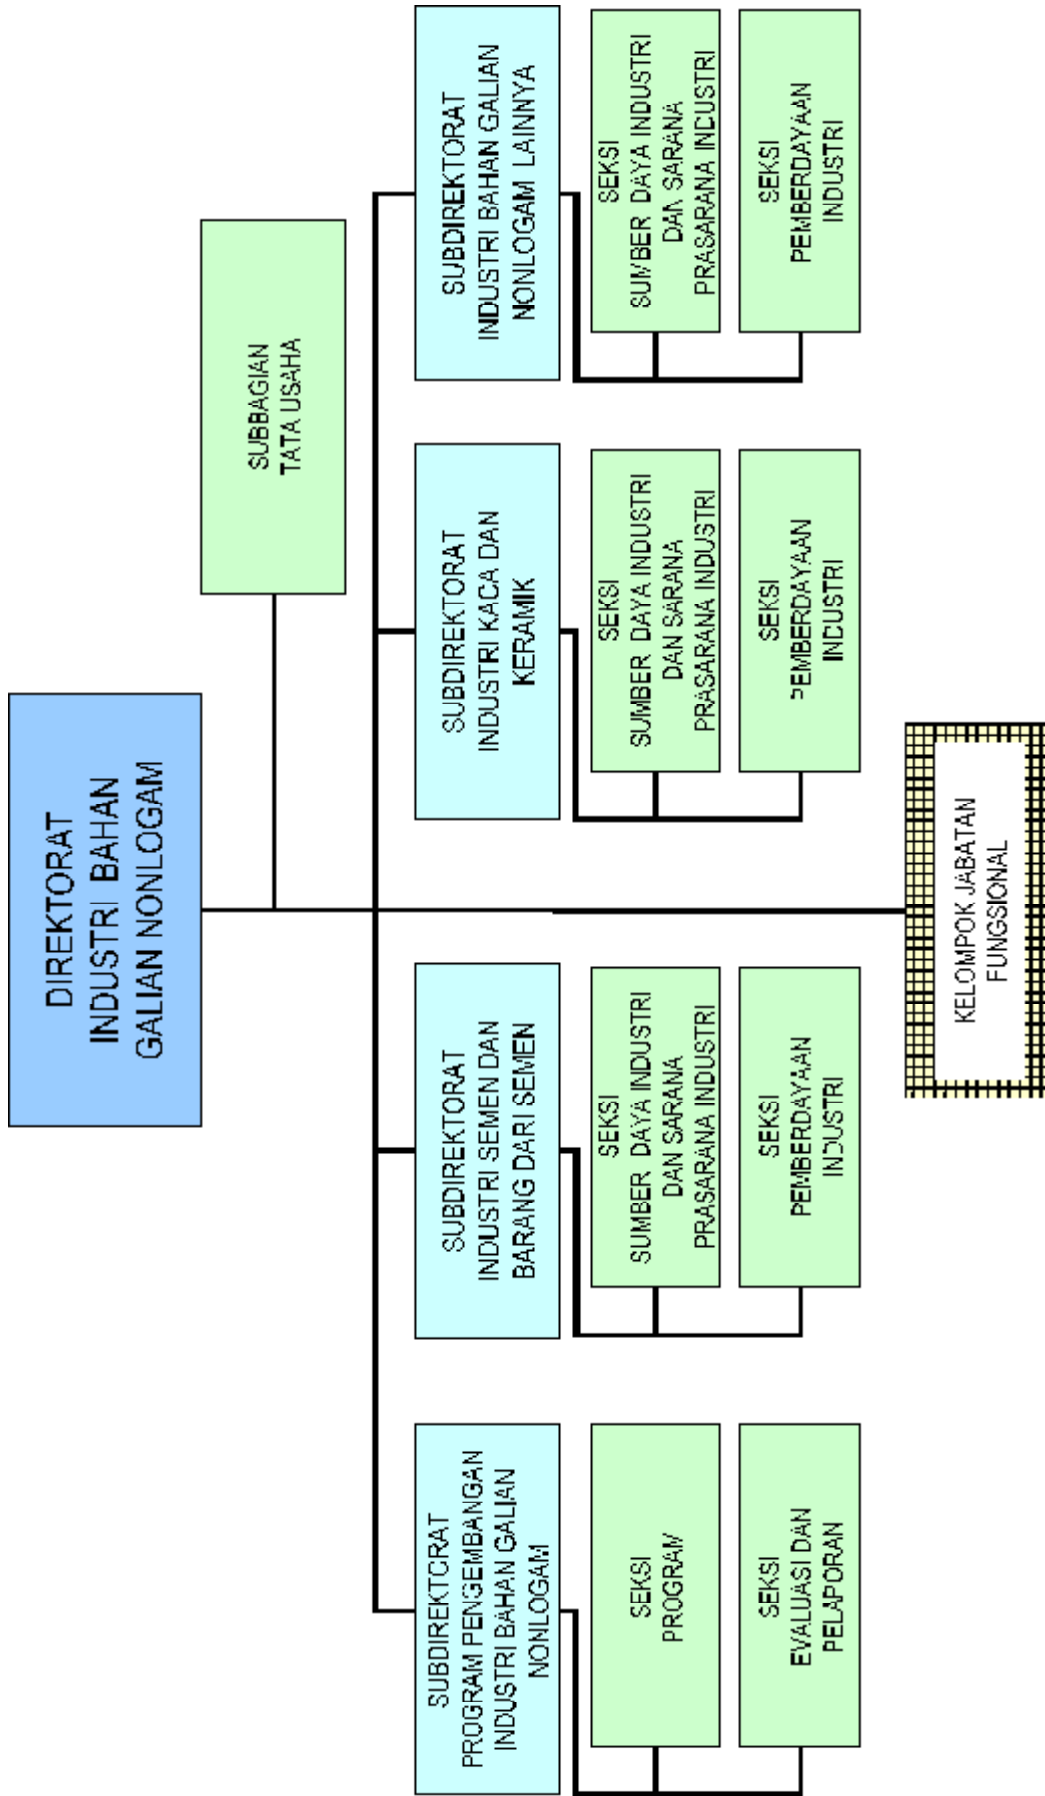 DIREKTORAT
INDUSTRI BAHAN
GALIAN NONLOGAM
SUBBAGIAN
TATA USAHA
SUBDIREKTORAT
PROGRAM PENGEMBANGAN
INDUSTRI BAHAN GALIAN
NONLOGAM
SUBDIREKTORAT
INDUSTRI SEMEN DAN
BARANG DARI SEMEN
SUBDIREKTORAT
INDUSTRI KACA DAN
KERAMIK
SUBDIREKTORAT
INDUSTRI BAHAN GALIAN
NONLOGAM LAINNYA
SEKSI
PROGRAM
SEKSI
SUMBER DAYA INDUSTRI
DAN SARANA
PRASARANA INDUSTRI
SEKSI
SUMBER DAYA INDUSTRI
DAN SARANA
PRASARANA INDUSTRI
SEKSI
SUMBER DAYA INDUSTRI
DAN SARANA
PRASARANA INDUSTRI
SEKSI
EVALUASI DAN
PELAPORAN
SEKSI
PEMBERDAYAAN
INDUSTRI
SEKSI
PEMBERDAYAAN
INDUSTRI
SEKSI
PEMBERDAYAAN
INDUSTRI
KELOMPOK JABATAN
FUNGSIONAL